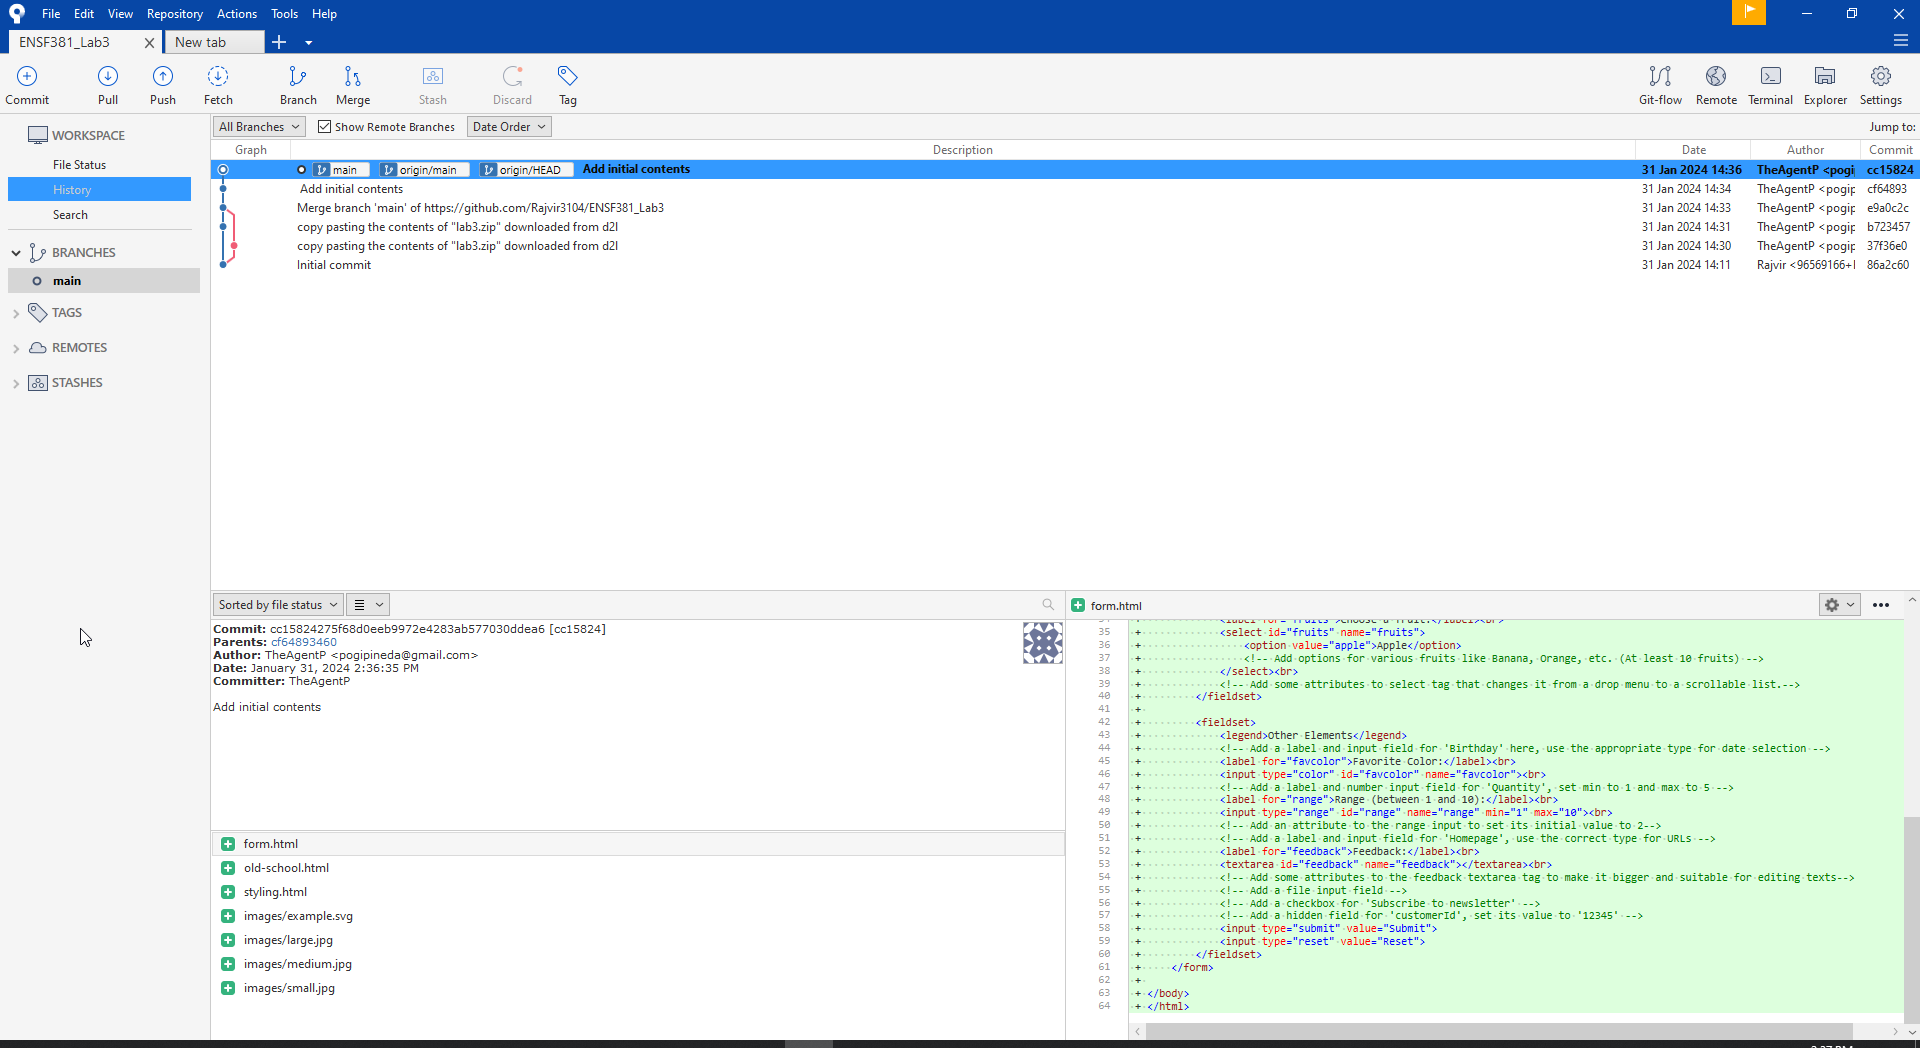 File Edit View Repository Actions Tools Help
ENSF381_Lab3 New tab
Commit Pull Push Fetch Branch Merge Stash Discard Tag Git-flow Remote Terminal Explorer Settings
WORKSPACE
File Status
History
Search
BRANCHES
main
TAGS
REMOTES
STASHES
All Branches Show Remote Branches Date Order Jump to:
Graph Description Date Author Commit
main origin/main origin/HEAD Add initial contents 31 Jan 2024 14:36 TheAgentP <pogi cc15824
Add initial contents 31 Jan 2024 14:34 TheAgentP <pogip cf64893
Merge branch 'main' of https://github.com/Rajvir3104/ENSF381_Lab3 31 Jan 2024 14:33 TheAgentP <pogip e9a0c2c
copy pasting the contents of "lab3.zip" downloaded from d2l 31 Jan 2024 14:31 TheAgentP <pogip b723457
copy pasting the contents of "lab3.zip" downloaded from d2l 31 Jan 2024 14:30 TheAgentP <pogip 37f36e0
Initial commit 31 Jan 2024 14:11 Rajvir <96569166+ 86a2c60
Sorted by file status
Commit: cc15824275f68d0eeb9972e4283ab577030ddea6 [cc15824]
Parents: cf64893460
Author: TheAgentP <pogipineda@gmail.com>
Date: January 31, 2024 2:36:35 PM
Committer: TheAgentP
Add initial contents
form.html
old-school.html
styling.html
images/example.svg
images/large.jpg
images/medium.jpg
images/small.jpg
form.html
34 + <label for="fruits">Choose a fruit:</label><br>
35 + <select id="fruits" name="fruits">
36 + <option value="apple">Apple</option>
37 + <!-- Add options for various fruits like Banana, Orange, etc. (At least 10 fruits) -->
38 + </select><br>
39 + <!-- Add some attributes to select tag that changes it from a drop menu to a scrollable list.-->
40 + </fieldset>
41 +
42 + <fieldset>
43 + <legend>Other Elements</legend>
44 + <!-- Add a label and input field for 'Birthday' here, use the appropriate type for date selection -->
45 + <label for="favcolor">Favorite Color:</label><br>
46 + <input type="color" id="favcolor" name="favcolor"><br>
47 + <!-- Add a label and number input field for 'Quantity', set min to 1 and max to 5 -->
48 + <label for="range">Range (between 1 and 10):</label><br>
49 + <input type="range" id="range" name="range" min="1" max="10"><br>
50 + <!-- Add an attribute to the range input to set its initial value to 2-->
51 + <!-- Add a label and input field for 'Homepage', use the correct type for URLs -->
52 + <label for="feedback">Feedback:</label><br>
53 + <textarea id="feedback" name="feedback"></textarea><br>
54 + <!-- Add some attributes to the feedback textarea tag to make it bigger and suitable for editing texts-->
55 + <!-- Add a file input field -->
56 + <!-- Add a checkbox for 'Subscribe to newsletter' -->
57 + <!-- Add a hidden field for 'customerId', set its value to '12345' -->
58 + <input type="submit" value="Submit">
59 + <input type="reset" value="Reset">
60 + </fieldset>
61 + </form>
62 +
63 + </body>
64 + </html>